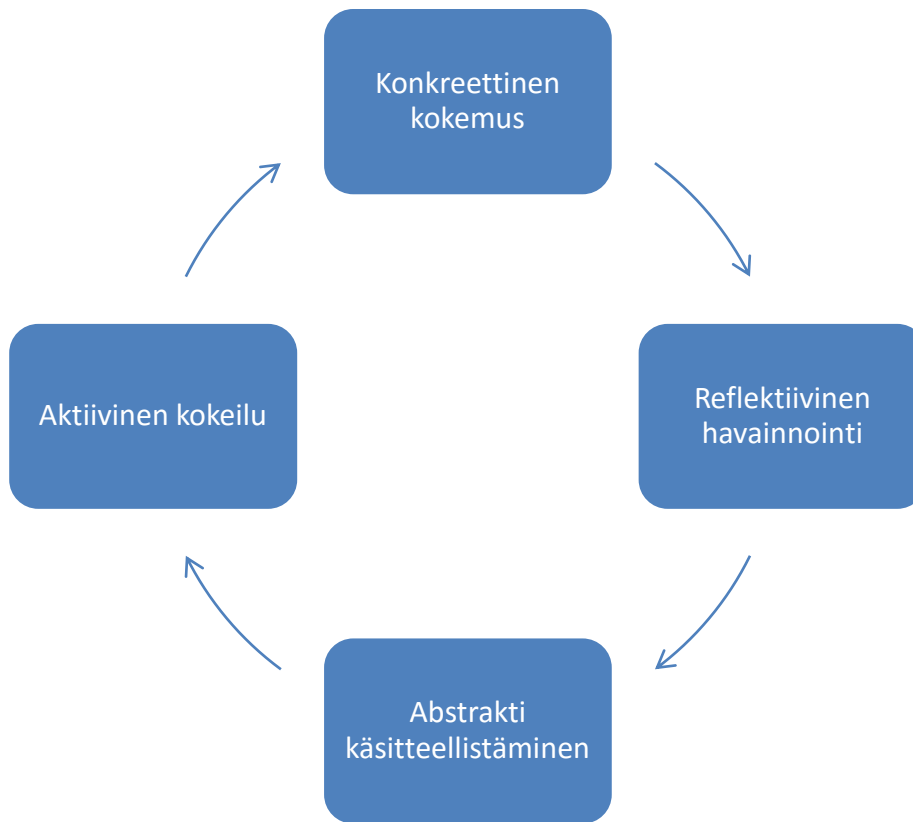 Konkreettinen
kokemus
Reflektiivinen
havainnointi
Abstrakti
käsitteellistäminen
Aktiivinen kokeilu